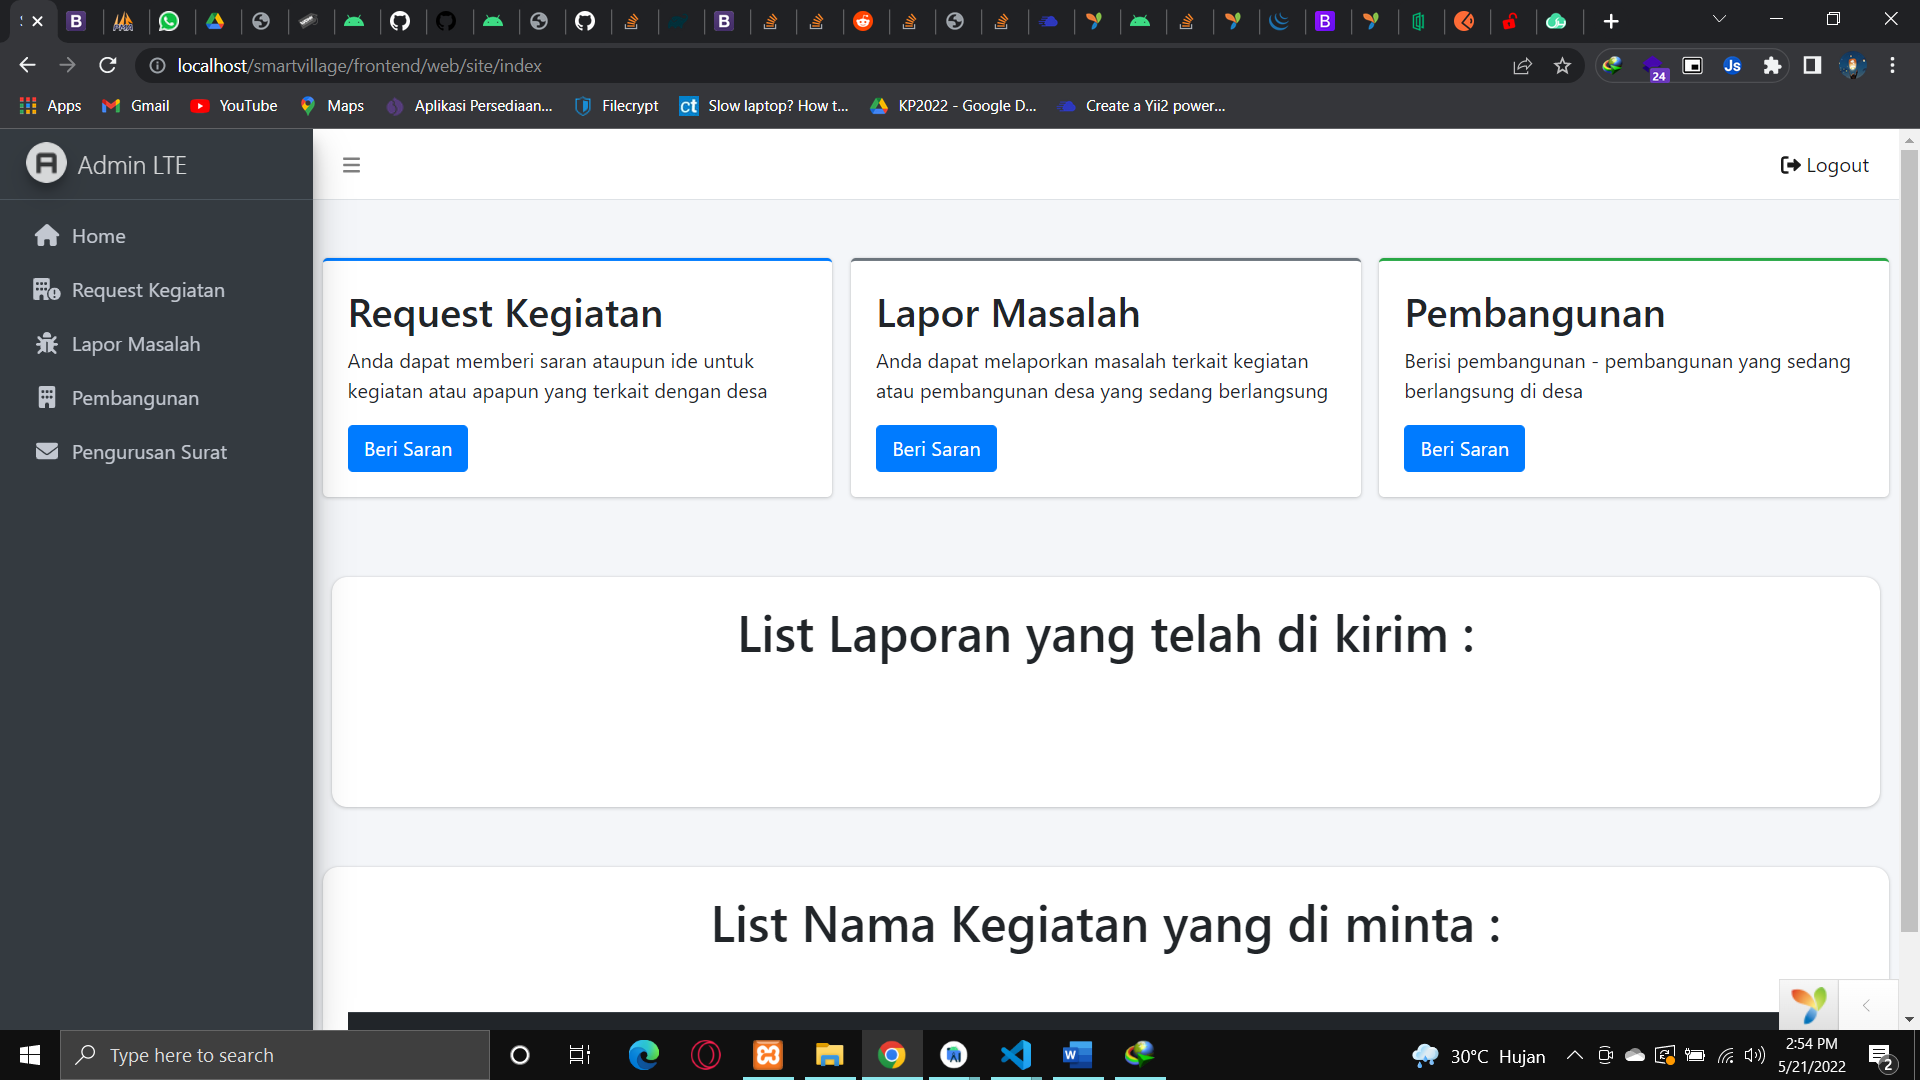 localhost/smartvillage/frontend/web/site/index
24
Js
Apps
Gmail
YouTube
Maps
Aplikasi Persediaan...
Filecrypt
ct
Slow laptop? How t...
KP2022 - Google D...
Create a Yii2 power...
Admin LTE
Logout
Home
Request Kegiatan
Lapor Masalah
Pembangunan
Pengurusan Surat
Request Kegiatan
Anda dapat memberi saran ataupun ide untuk
kegiatan atau apapun yang terkait dengan desa
Beri Saran
Lapor Masalah
Anda dapat melaporkan masalah terkait kegiatan
atau pembangunan desa yang sedang berlangsung
Beri Saran
Pembangunan
Berisi pembangunan - pembangunan yang sedang
berlangsung di desa
Beri Saran
List Laporan yang telah di kirim :
List Nama Kegiatan yang di minta :
Type here to search
30°C Hujan
2:54 PM
5/21/2022
2